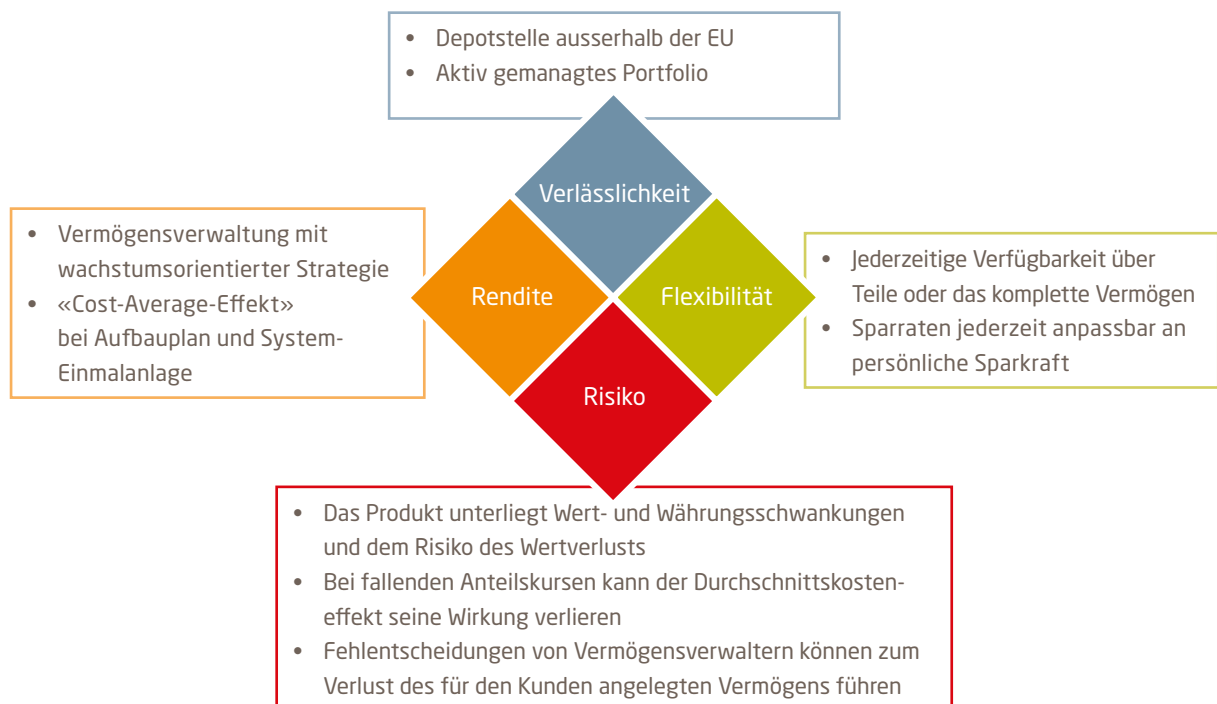 • Depotstelle ausserhalb der EU
• Aktiv gemanagtes Portfolio
Verlässlichkeit
• Vermögensverwaltung mit
wachstumsorientierter Strategie
• «Cost-Average-Effekt»
bei Aufbauplan und System-
Einmalanlage
Rendite
Flexibilität
• Jederzeitige Verfügbarkeit über
Teile oder das komplette Vermögen
• Sparraten jederzeit anpassbar an
persönliche Sparkraft
Risiko
• Das Produkt unterliegt Wert- und Währungsschwankungen
und dem Risiko des Wertverlusts
• Bei fallenden Anteilskursen kann der Durchschnittskosten-
effekt seine Wirkung verlieren
• Fehlentscheidungen von Vermögensverwaltern können zum
Verlust des für den Kunden angelegten Vermögens führen